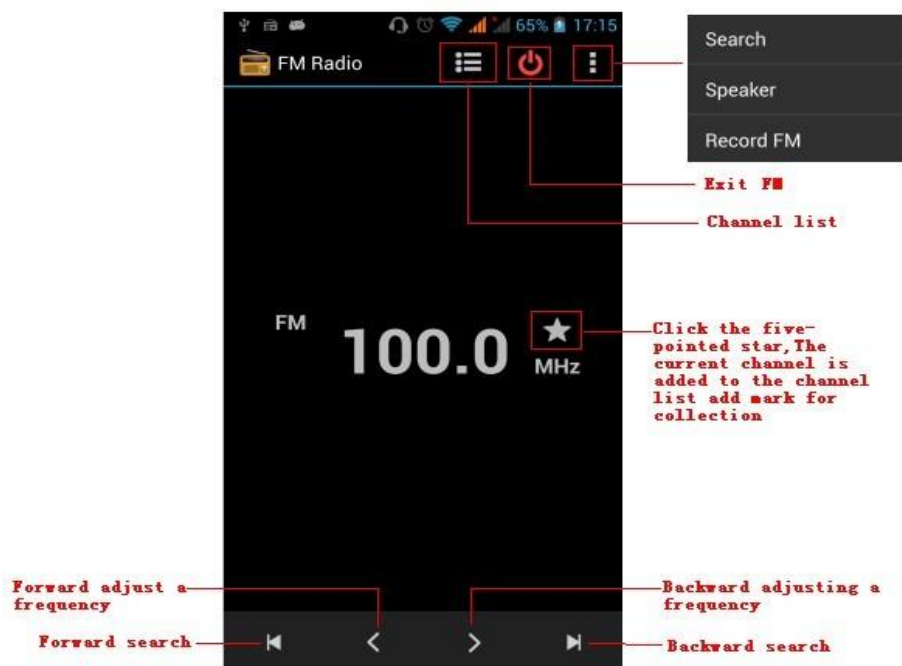 65% 17:15
FM Radio
Search
Speaker
Record FM
Exit FM
Channel list
FM
100.0
MHz
Click the five-
pointed star,The
current channel is
added to the channel
list add mark for
collection
Forward adjust a
frequency
Backward adjusting a
frequency
Forward search
Backward search